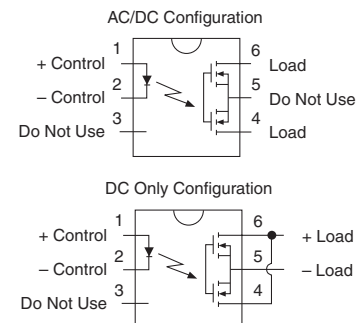 AC/DC Configuration
1 6
+ Control Load
2 5
– Control Do Not Use
3 4
Do Not Use Load
DC Only Configuration
1 6
+ Control + Load
2 5
– Control – Load
3 4
Do Not Use